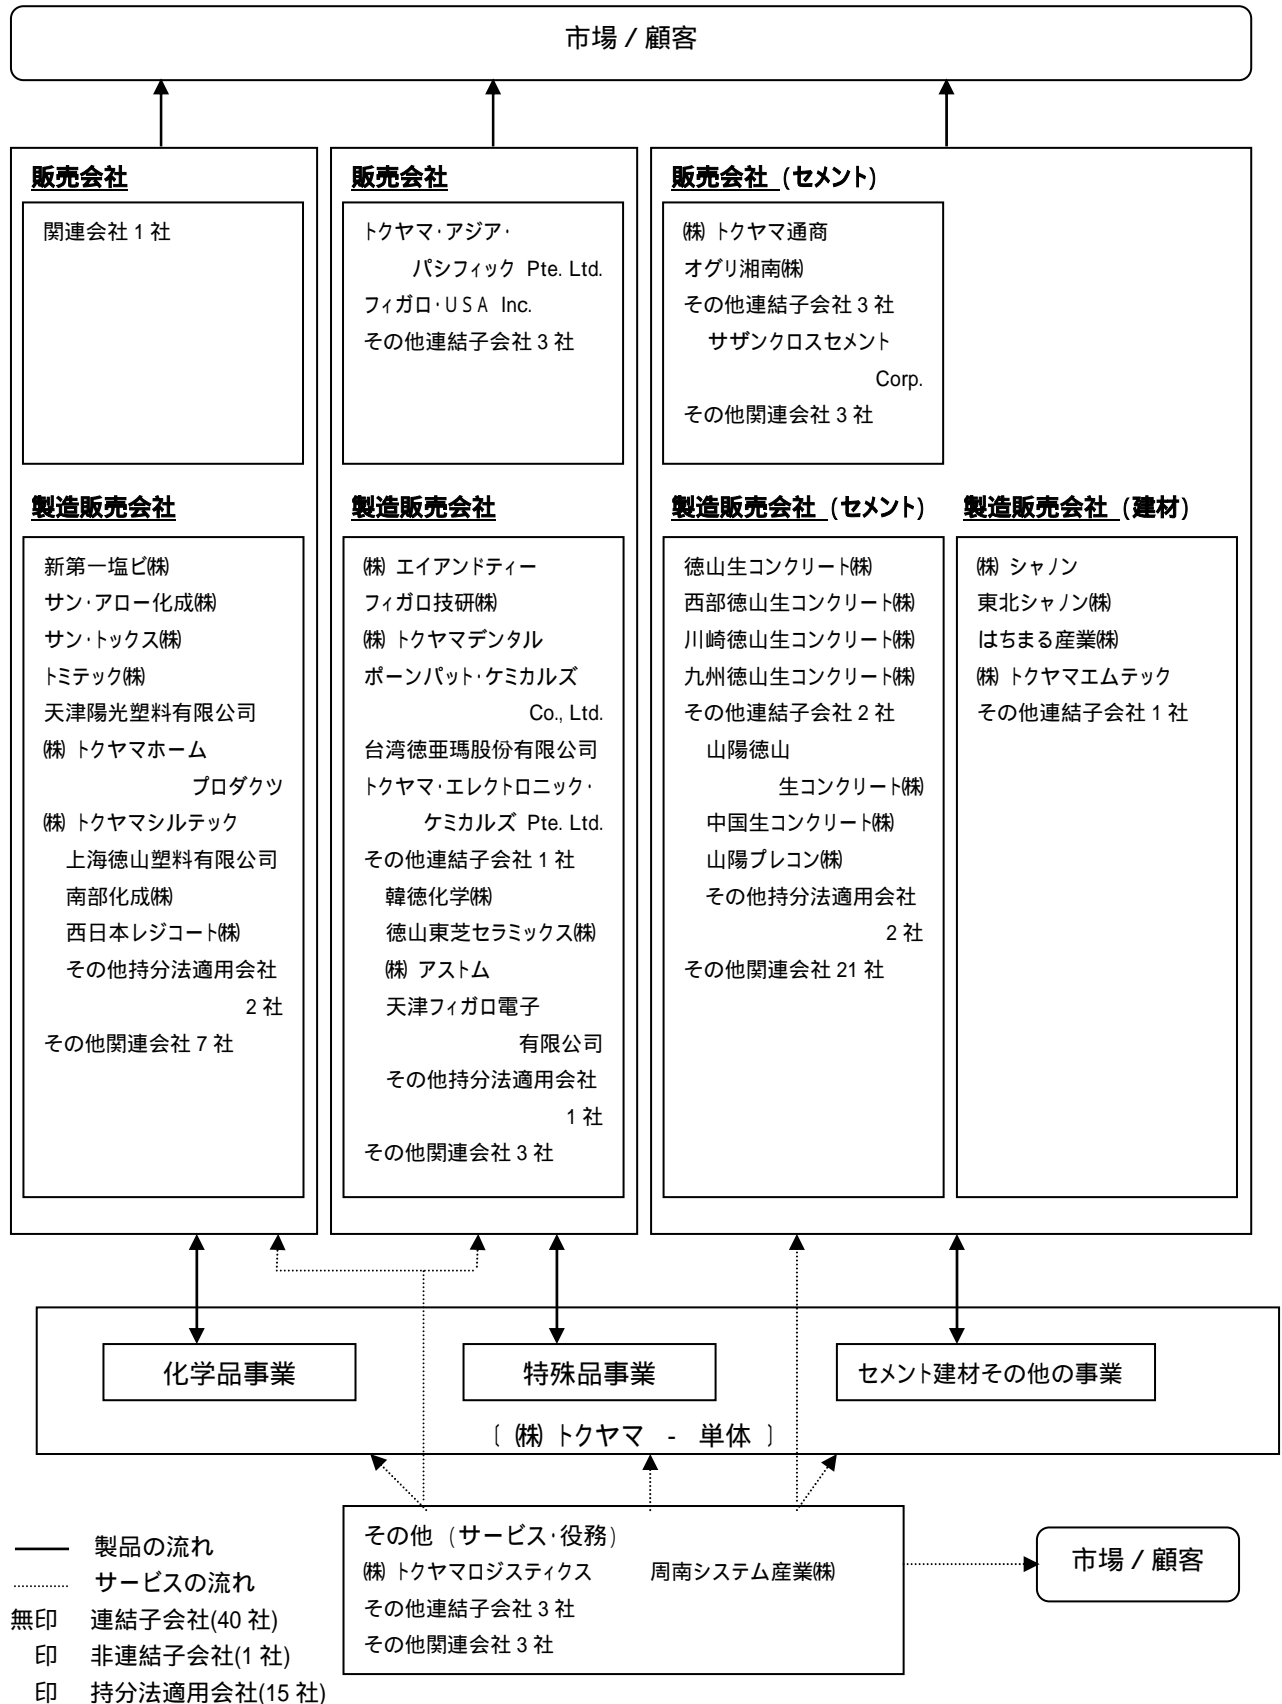 市場 / 顧客
販売会社
関連会社 1 社
製造販売会社
新第一塩ビ㈱
サン・アロー化成㈱
サン・トックス㈱
トミテック㈱
天津陽光塑料有限公司
㈱ トクヤマホーム
プロダクツ
㈱ トクヤマシルテック
上海徳山塑料有限公司
南部化成㈱
西日本レジコート㈱
その他持分法適用会社
2 社
その他関連会社 7 社
販売会社
トクヤマ・アジア・
パシフィック Pte. Ltd.
フィガロ・USA Inc.
その他連結子会社 3 社
製造販売会社
㈱ エイアンドティー
フィガロ技研㈱
㈱ トクヤマデンタル
ポーンパット・ケミカルズ
Co., Ltd.
台湾徳亜瑪股份有限公司
トクヤマ・エレクトロニック・
ケミカルズ Pte. Ltd.
その他連結子会社 1 社
韓徳化学㈱
徳山東芝セラミックス㈱
㈱ アストム
天津フィガロ電子
有限公司
その他持分法適用会社
1 社
その他関連会社 3 社
販売会社 (セメント)
㈱ トクヤマ通商
オグリ湘南㈱
その他連結子会社 3 社
サザンクロスセメント
Corp.
その他関連会社 3 社
製造販売会社 (セメント)
徳山生コンクリート㈱
西部徳山生コンクリート㈱
川崎徳山生コンクリート㈱
九州徳山生コンクリート㈱
その他連結子会社 2 社
山陽徳山
生コンクリート㈱
中国生コンクリート㈱
山陽プレコン㈱
その他持分法適用会社
2 社
その他関連会社 21 社
製造販売会社 (建材)
㈱ シャノン
東北シャノン㈱
はちまる産業㈱
㈱ トクヤマエムテック
その他連結子会社 1 社
化学品事業
特殊品事業
セメント建材その他の事業
〔 ㈱ トクヤマ - 単体 〕
その他 (サービス・役務)
㈱ トクヤマロジスティクス 周南システム産業㈱
その他連結子会社 3 社
その他関連会社 3 社
市場 / 顧客
製品の流れ
サービスの流れ
無印 連結子会社(40 社)
印 非連結子会社(1 社)
印 持分法適用会社(15 社)